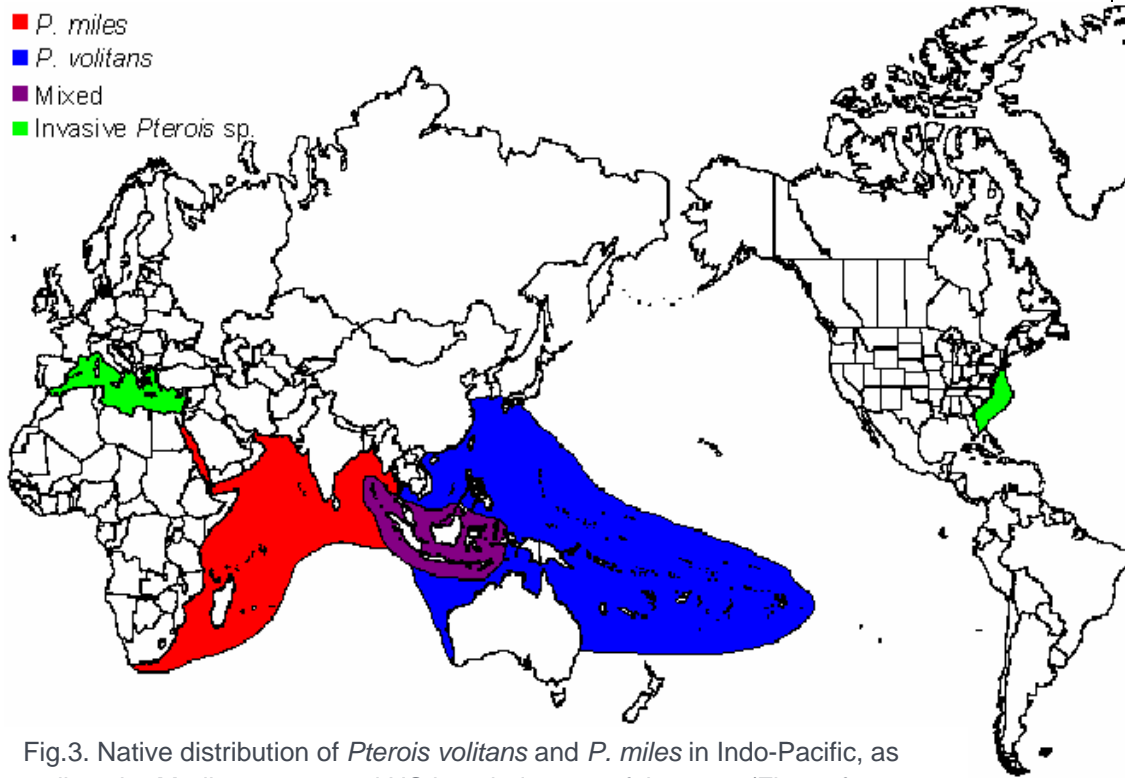 P. miles
P. volitans
Mixed
Invasive Pterois sp.
Fig.3. Native distribution of Pterois volitans and P. miles in Indo-Pacific, as